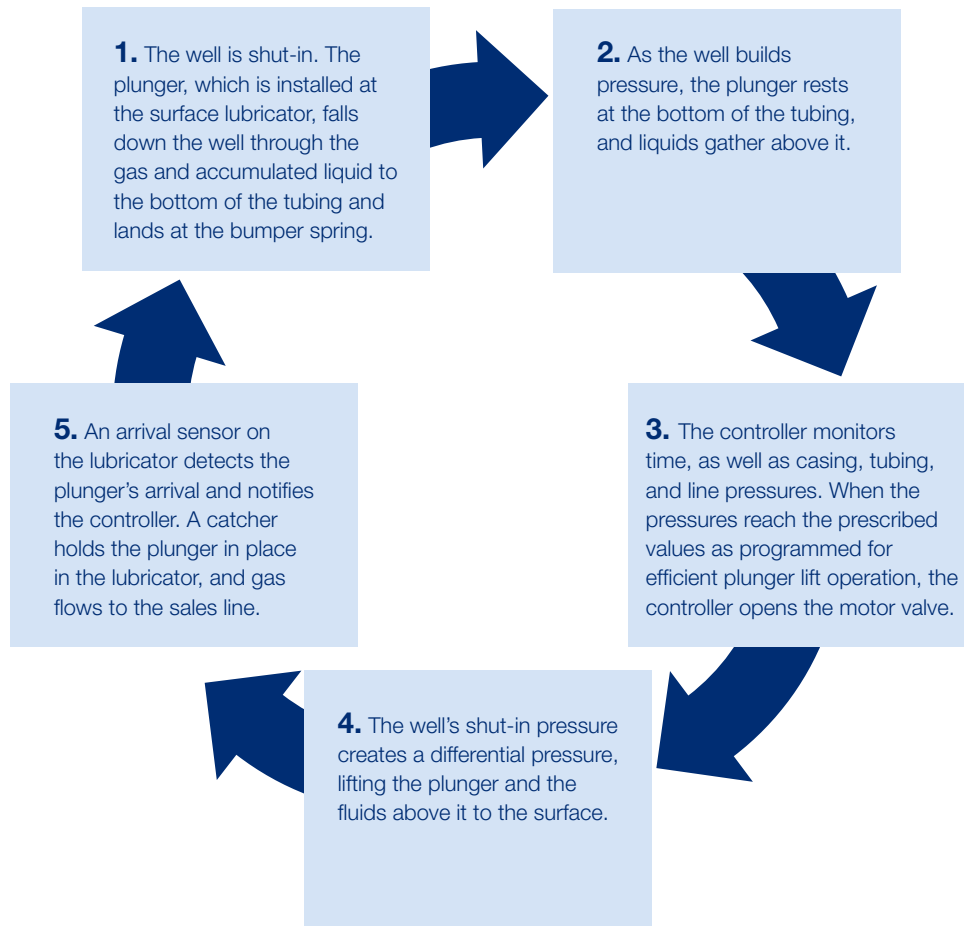 1. The well is shut-in. The
plunger, which is installed at
the surface lubricator, falls
down the well through the
gas and accumulated liquid to
the bottom of the tubing and
lands at the bumper spring.
2. As the well builds
pressure, the plunger rests
at the bottom of the tubing,
and liquids gather above it.
3. The controller monitors
time, as well as casing, tubing,
and line pressures. When the
pressures reach the prescribed
values as programmed for
efficient plunger lift operation, the
controller opens the motor valve.
4. The well's shut-in pressure
creates a differential pressure,
lifting the plunger and the
fluids above it to the surface.
5. An arrival sensor on
the lubricator detects the
plunger's arrival and notifies
the controller. A catcher
holds the plunger in place
in the lubricator, and gas
flows to the sales line.